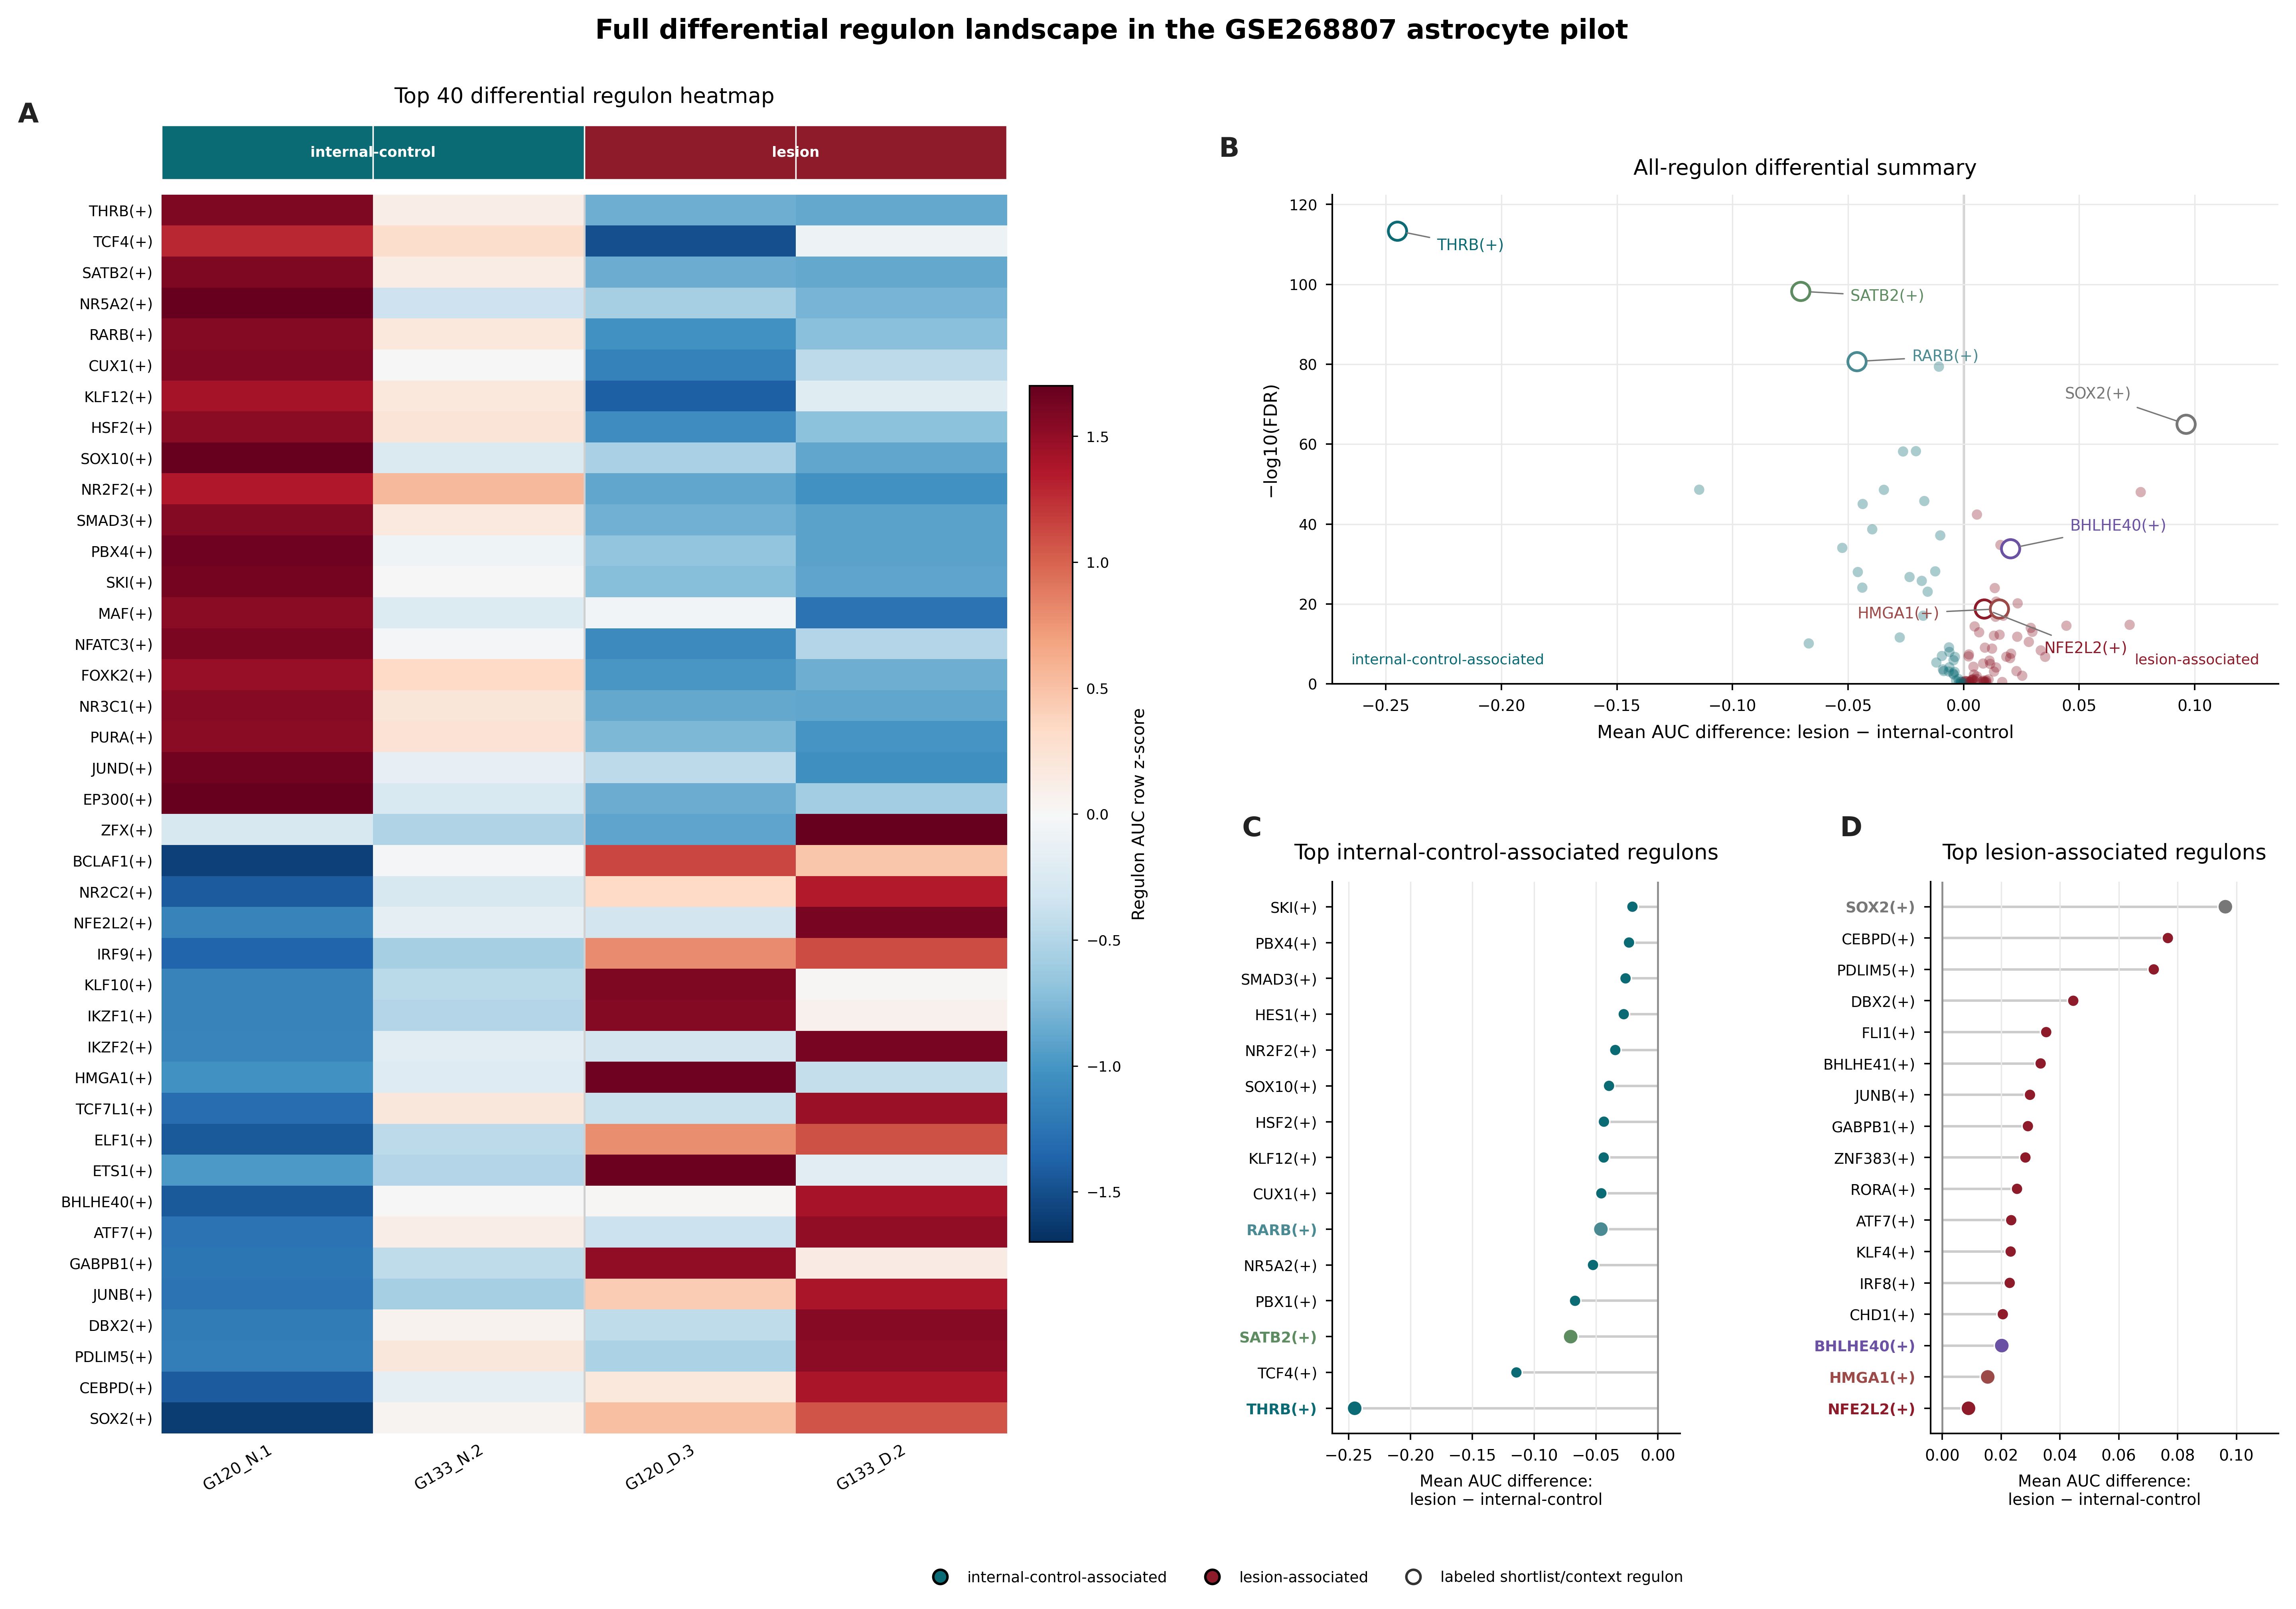 Full differential regulon landscape in the GSE268807 astrocyte pilot
A
Top 40 differential regulon heatmap
internal-control
lesion
THRB(+)
TCF4(+)
SATB2(+)
NR5A2(+)
RARB(+)
CUX1(+)
KLF12(+)
HSF2(+)
SOX10(+)
NR2F2(+)
SMAD3(+)
PBX4(+)
SKI(+)
MAF(+)
NFATC3(+)
FOXK2(+)
NR3C1(+)
PURA(+)
JUND(+)
EP300(+)
ZFX(+)
BCLAF1(+)
NR2C2(+)
NFE2L2(+)
IRF9(+)
KLF10(+)
IKZF1(+)
IKZF2(+)
HMGA1(+)
TCF7L1(+)
ELF1(+)
ETS1(+)
BHLHE40(+)
ATF7(+)
GABPB1(+)
JUNB(+)
DBX2(+)
PDLIM5(+)
CEBPD(+)
SOX2(+)
G120_N.1
G133_N.2
G120_D.3
G133_D.2
1.5
1.0
0.5
0.0
−0.5
−1.0
−1.5
Regulon AUC row z-score
B
All-regulon differential summary
−log10(FDR)
120
100
80
60
40
20
0
THRB(+)
SATB2(+)
RARB(+)
SOX2(+)
BHLHE40(+)
HMGA1(+)
NFE2L2(+)
internal-control-associated
lesion-associated
−0.25
−0.20
−0.15
−0.10
−0.05
0.00
0.05
0.10
Mean AUC difference: lesion − internal-control
C
Top internal-control-associated regulons
SKI(+)
PBX4(+)
SMAD3(+)
HES1(+)
NR2F2(+)
SOX10(+)
HSF2(+)
KLF12(+)
CUX1(+)
RARB(+)
NR5A2(+)
PBX1(+)
SATB2(+)
TCF4(+)
THRB(+)
−0.25
−0.20
−0.15
−0.10
−0.05
0.00
Mean AUC difference:
lesion − internal-control
D
Top lesion-associated regulons
SOX2(+)
CEBPD(+)
PDLIM5(+)
DBX2(+)
FLI1(+)
BHLHE41(+)
JUNB(+)
GABPB1(+)
ZNF383(+)
RORA(+)
ATF7(+)
KLF4(+)
IRF8(+)
CHD1(+)
BHLHE40(+)
HMGA1(+)
NFE2L2(+)
0.00
0.02
0.04
0.06
0.08
0.10
Mean AUC difference:
lesion − internal-control
internal-control-associated
lesion-associated
labeled shortlist/context regulon